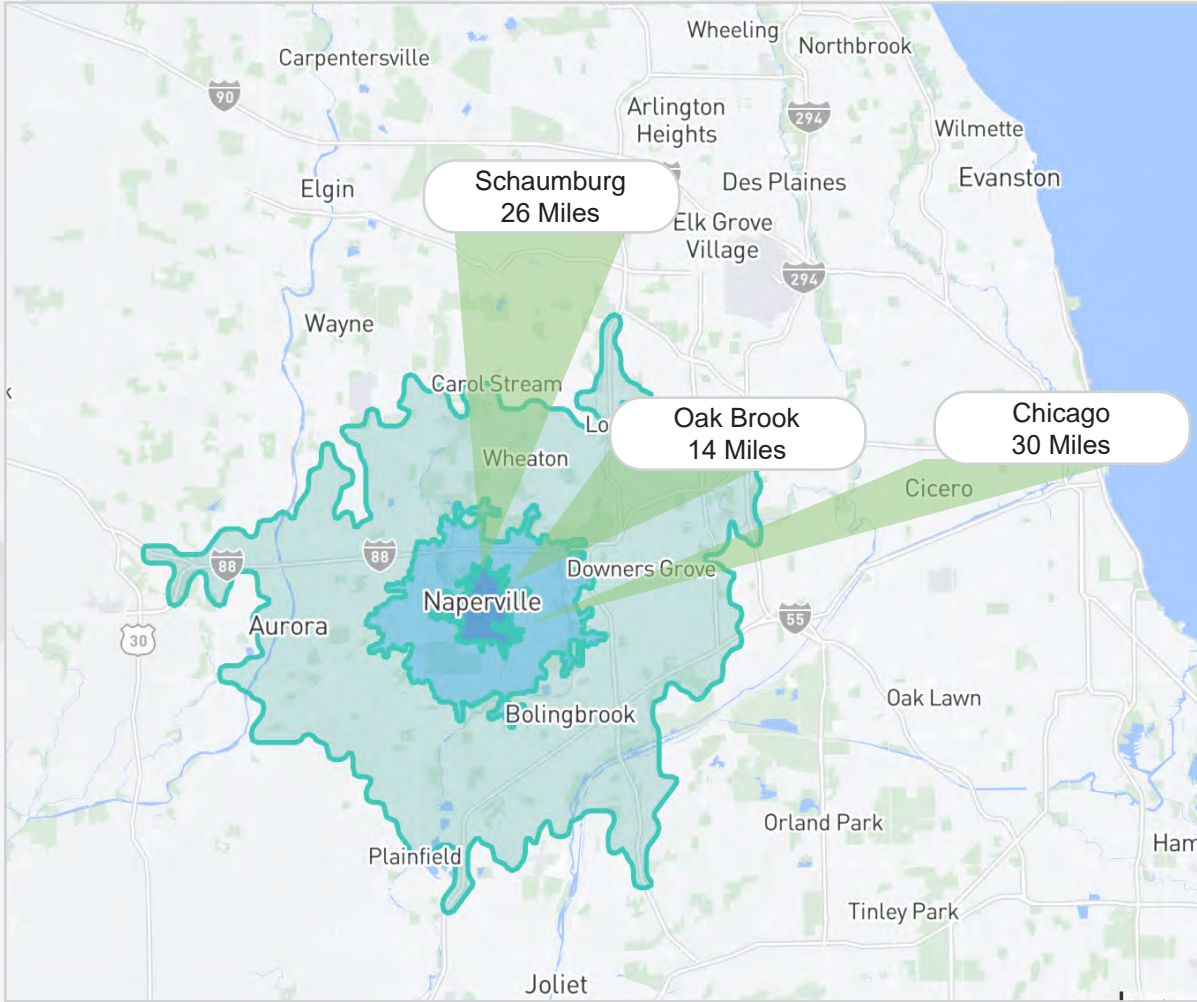 Wheeling
Northbrook
Carpentersville
90
Arlington
Heights
294
Wilmette
Schaumburg
26 Miles
Des Plaines
Evanston
Elgin
Elk Grove
Village
294
Wayne
Carol Stream
k
Oak Brook
14 Miles
Chicago
30 Miles
Lo
Wheaton
Cicero
88
88
Downers Grove
Naperville
Aurora
30
55
Oak Lawn
Bolingbrook
Orland Park
Ham
Plainfield
Tinley Park
Joliet